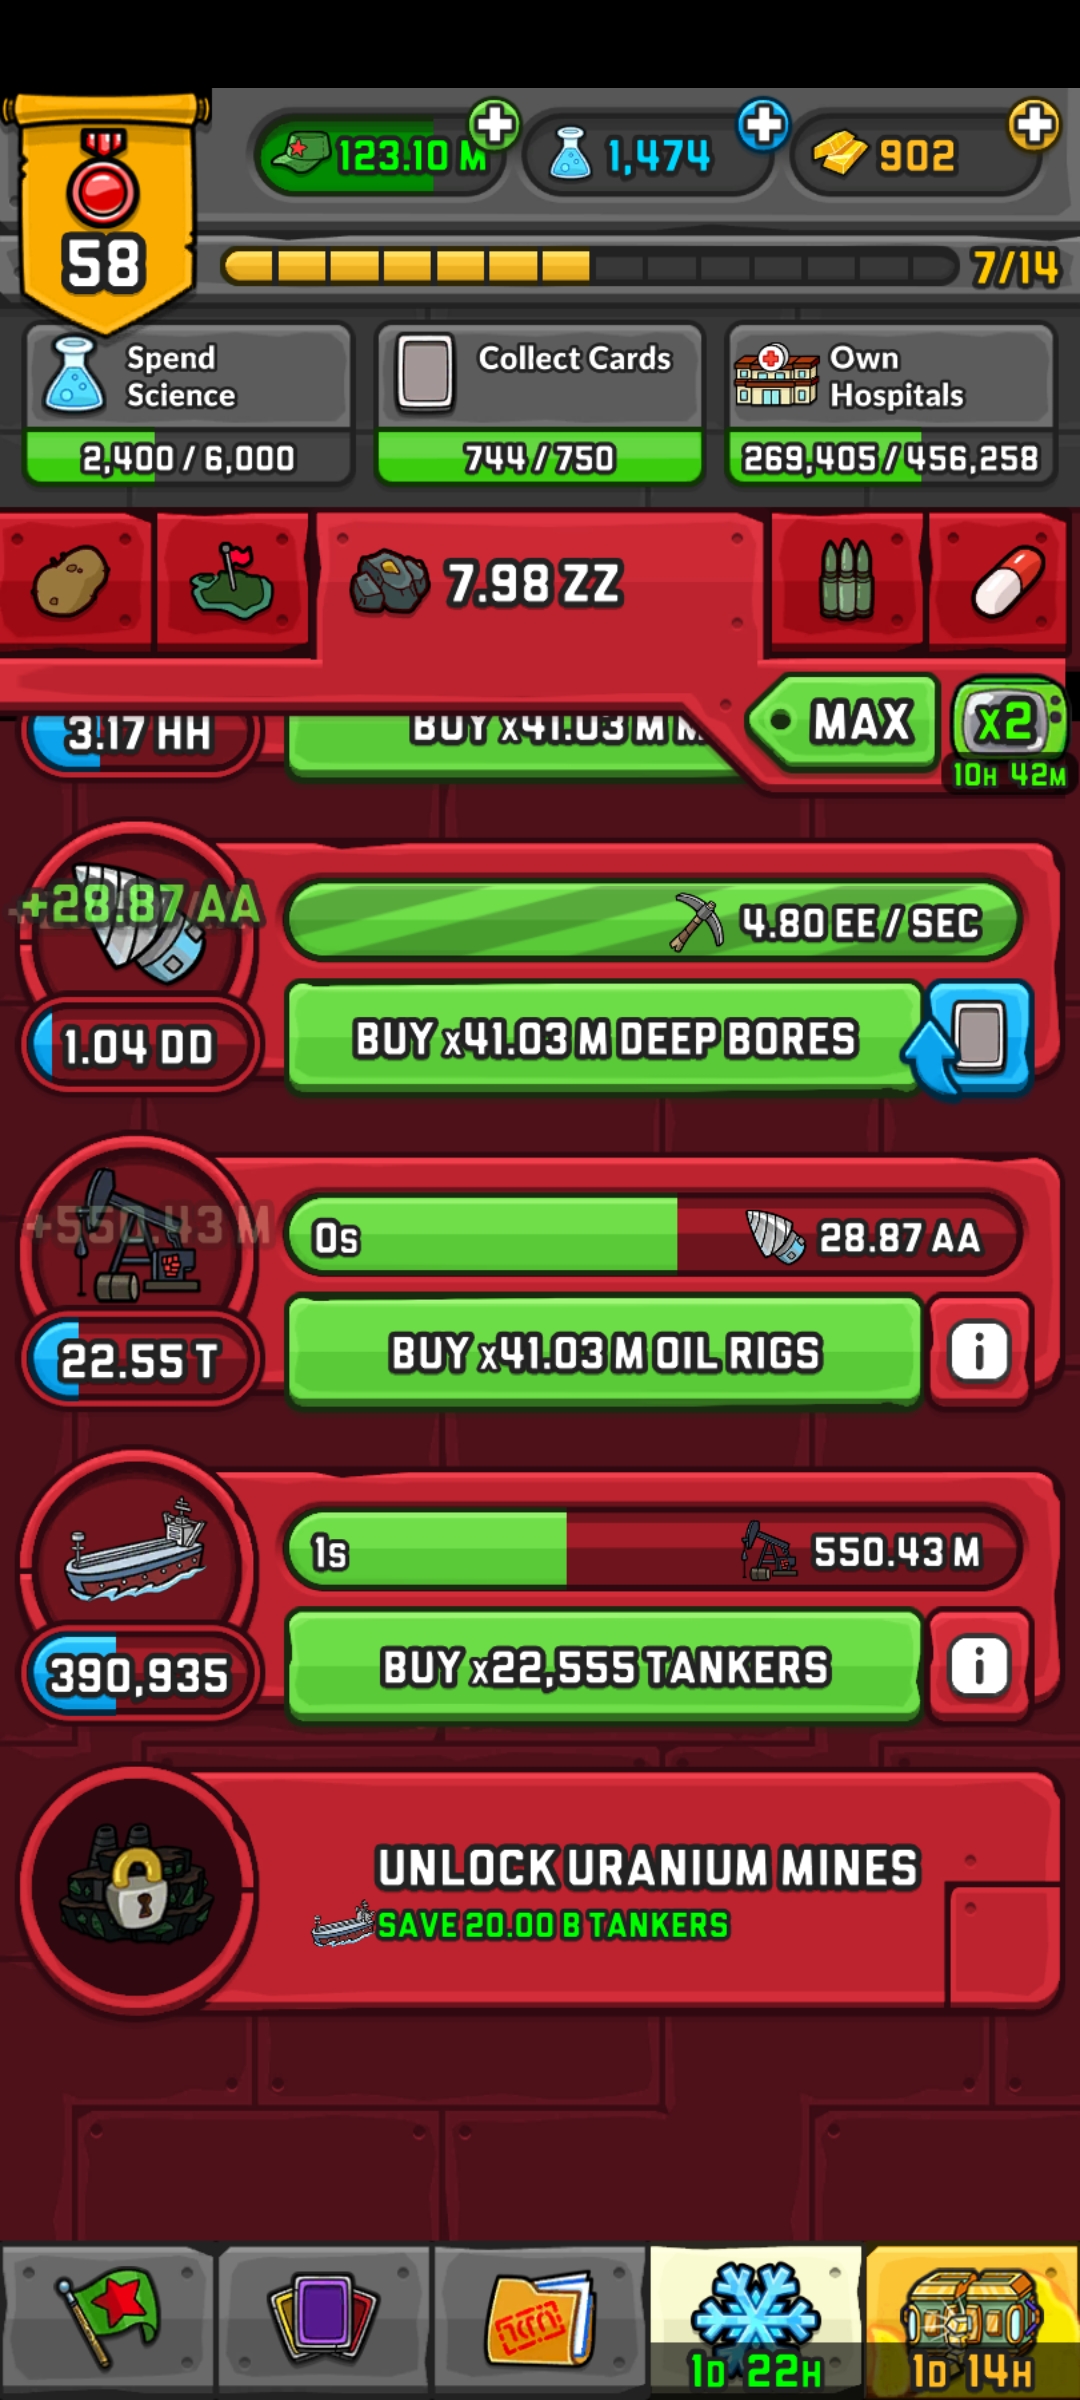 123.10 M
1,474
902
58
7/14
Spend
Science
2,400 / 6,000
Collect Cards
744 / 750
Own
Hospitals
269,405 / 456,258
7.98 ZZ
MAX
x2
10H 42M
3.17 HH
BUY x41.03 M M
+28.87 AA
4.80 EE / SEC
1.04 DD
BUY x41.03 M DEEP BORES
+550.43 M
0s
28.87 AA
22.55 T
BUY x41.03 M OIL RIGS
i
1s
550.43 M
390,935
BUY x22,555 TANKERS
i
UNLOCK URANIUM MINES
SAVE 20.00 B TANKERS
1D 22H
1D 14H